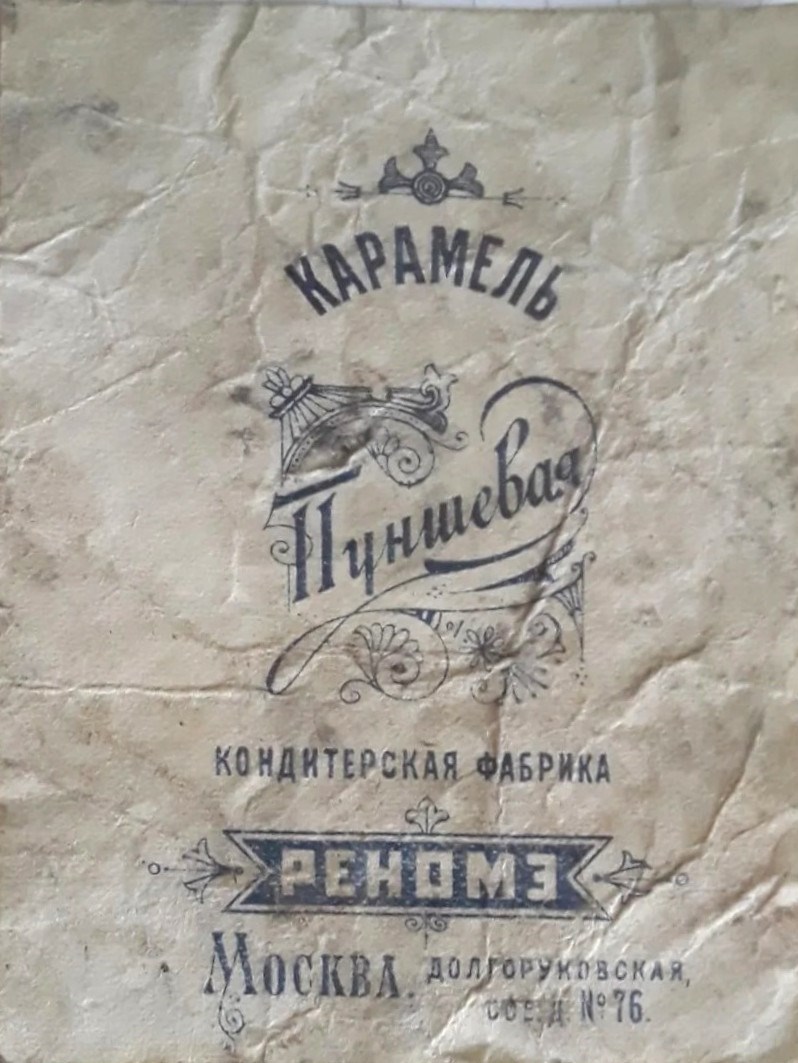 КАРАМЕЛЬ
Пуншевая
КОНДИТЕРСКАЯ ФАБРИКА
РЕНОМЭ
МОСКВА. ДОЛГОРУКОВСКАЯ,
№ 76.